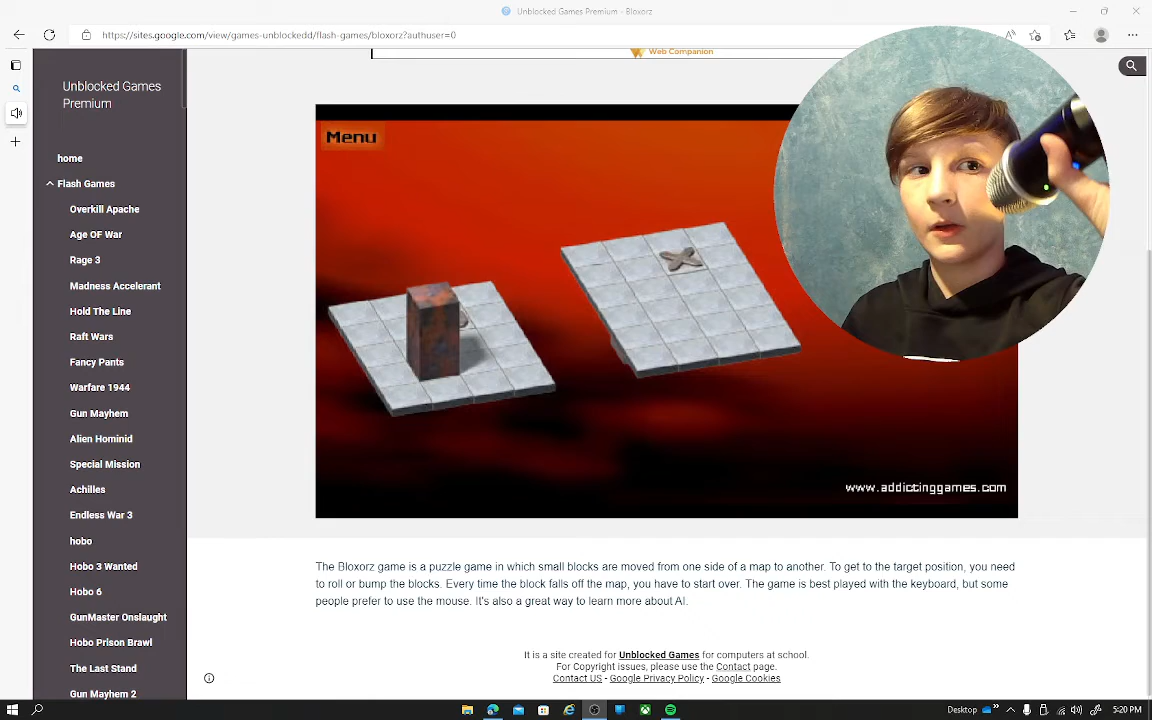 Unblocked Games Premium - Bloxorz
https://sites.google.com/view/games-unblockedd/flash-games/bloxorz?authuser=0
Web Companion
Unblocked Games
Premium
home
Flash Games
Overkill Apache
Age OF War
Rage 3
Madness Accelerant
Hold The Line
Raft Wars
Fancy Pants
Warfare 1944
Gun Mayhem
Alien Hominid
Special Mission
Achilles
Endless War 3
hobo
Hobo 3 Wanted
Hobo 6
GunMaster Onslaught
Hobo Prison Brawl
The Last Stand
Gun Mayhem 2
Menu
www.addictinggames.com
The Bloxorz game is a puzzle game in which small blocks are moved from one side of a map to another. To get to the target position, you need
to roll or bump the blocks. Every time the block falls off the map, you have to start over. The game is best played with the keyboard, but some
people prefer to use the mouse. It's also a great way to learn more about AI.
It is a site created for Unblocked Games for computers at school.
For Copyright issues, please use the Contact page.
Contact US - Google Privacy Policy - Google Cookies
Desktop
5:20 PM